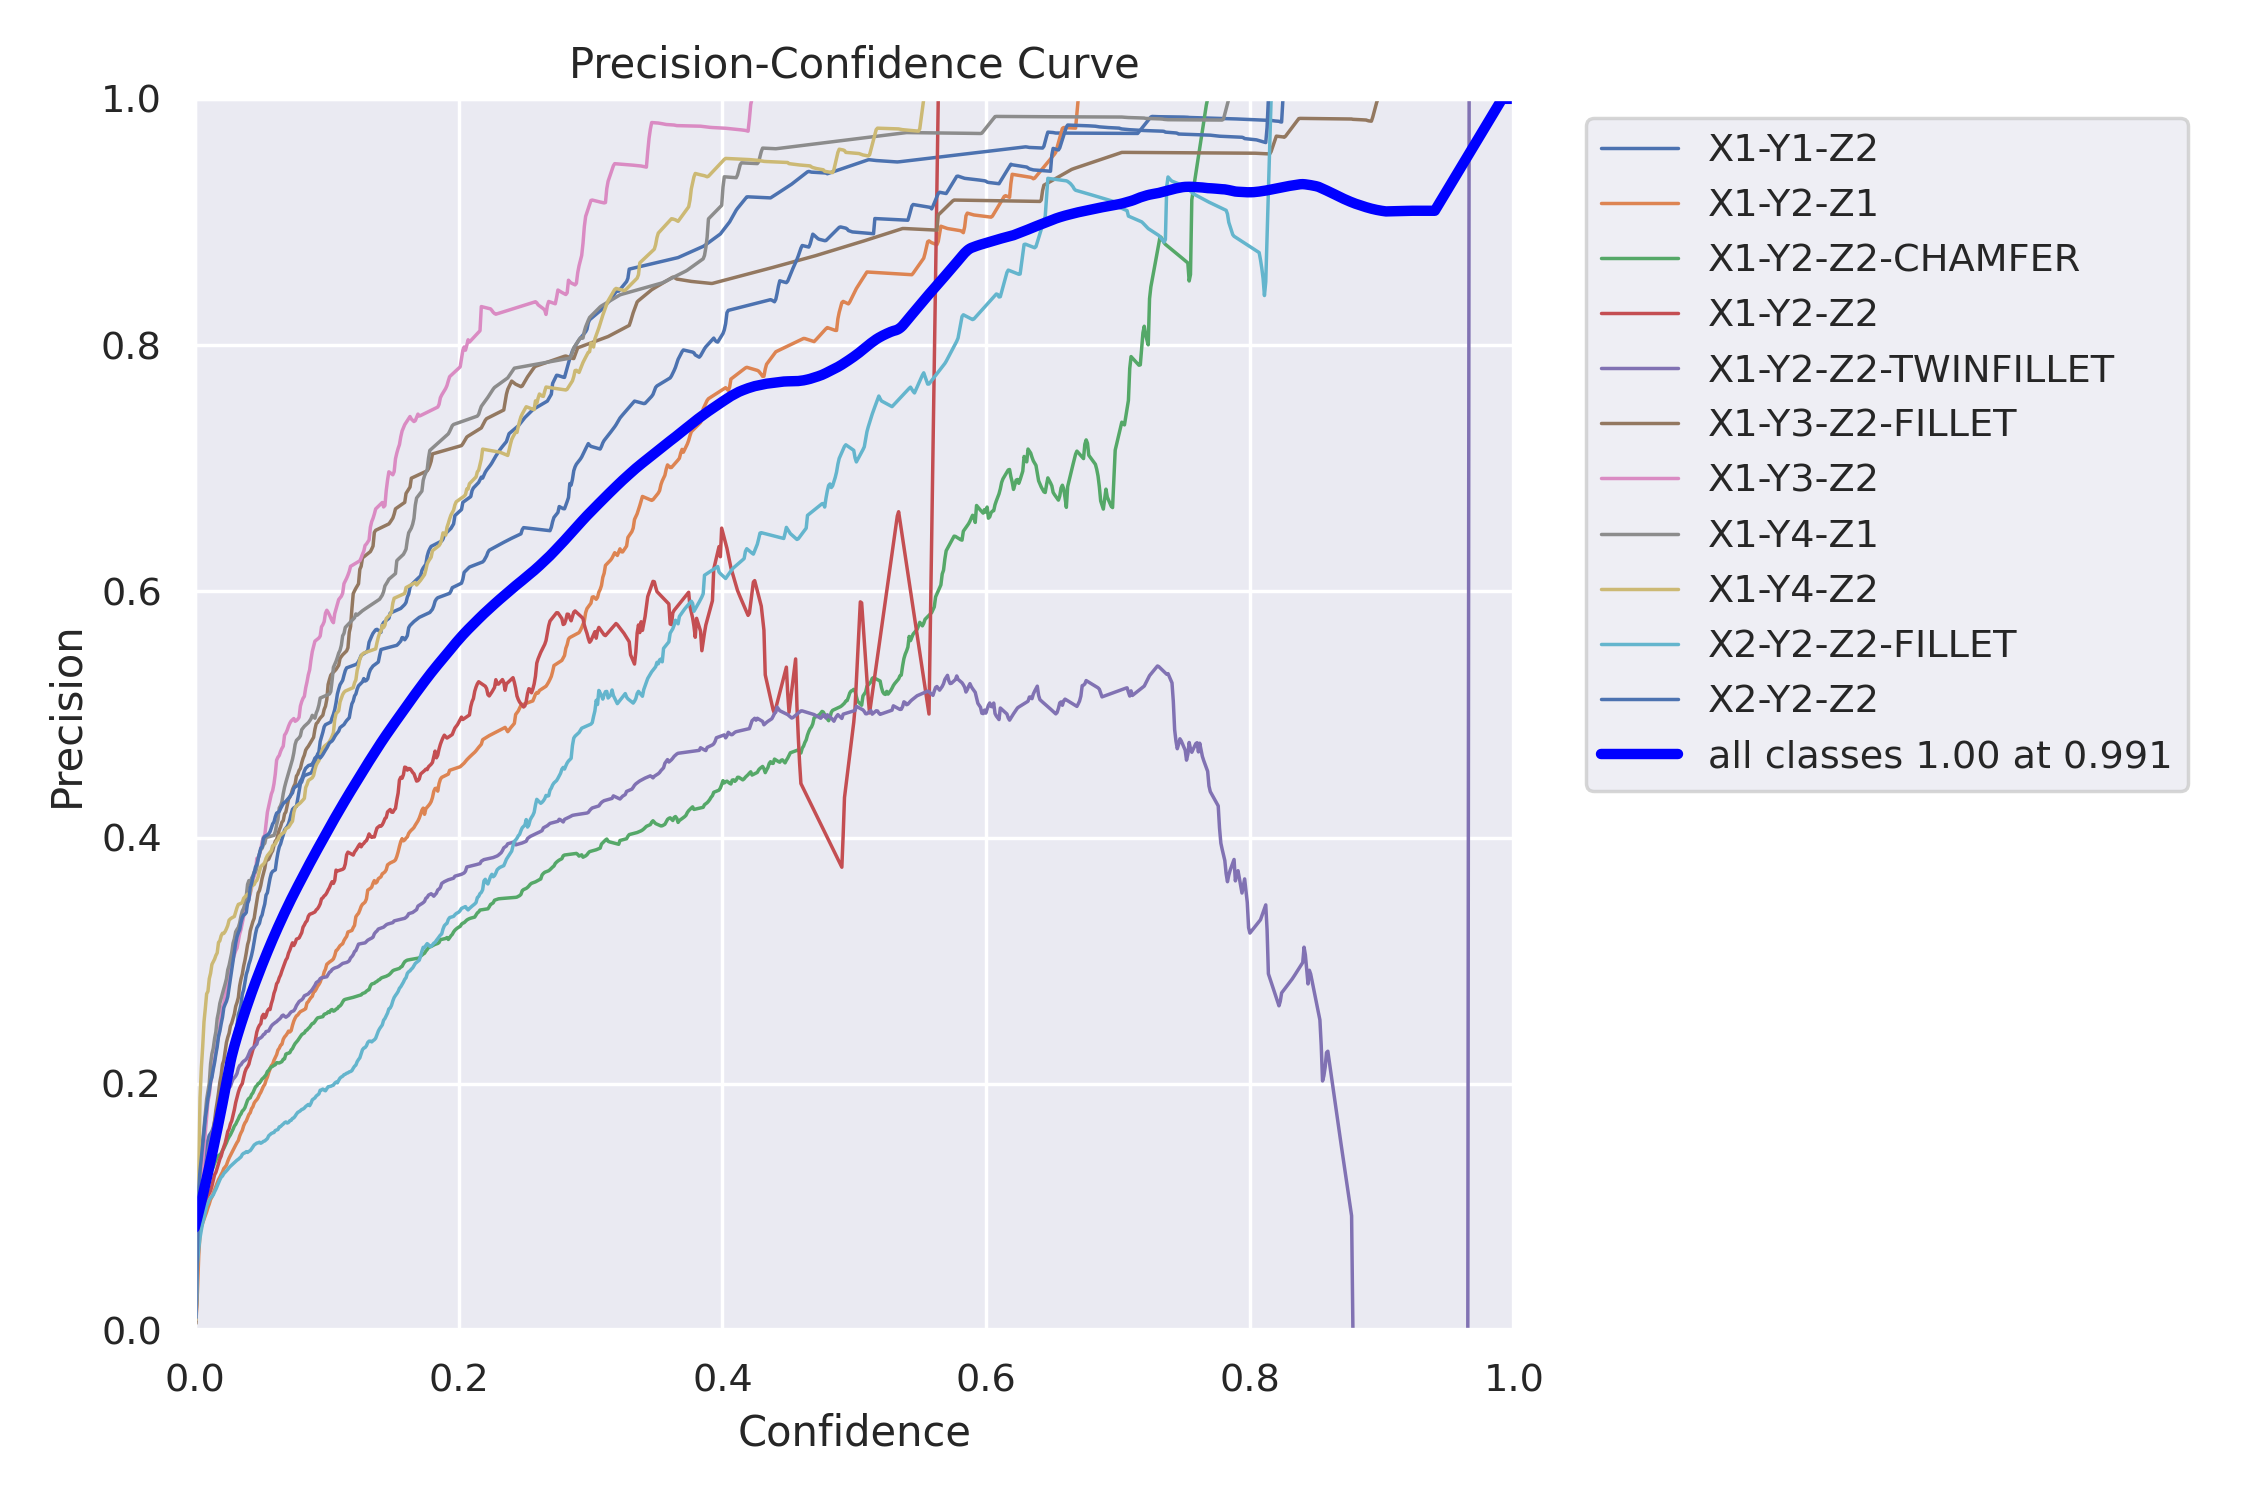 Precision-Confidence Curve
1.0
0.8
0.6
0.4
0.2
0.0
Precision
0.0 0.2 0.4 0.6 0.8 1.0
Confidence
X1-Y1-Z2
X1-Y2-Z1
X1-Y2-Z2-CHAMFER
X1-Y2-Z2
X1-Y2-Z2-TWINFILLET
X1-Y3-Z2-FILLET
X1-Y3-Z2
X1-Y4-Z1
X1-Y4-Z2
X2-Y2-Z2-FILLET
X2-Y2-Z2
all classes 1.00 at 0.991